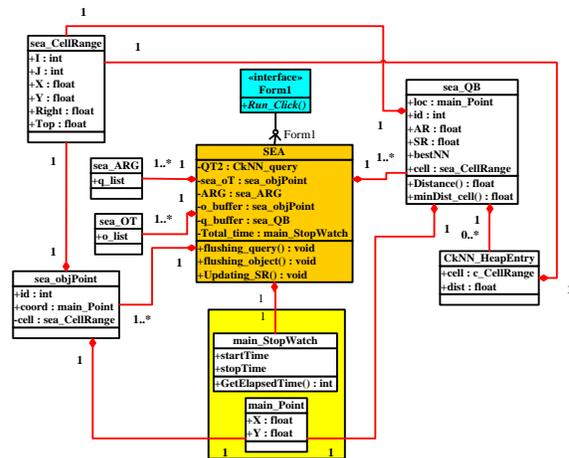 1
sea_CellRange
+I : int
+J : int
+X : float
+Y : float
+Right : float
+Top : float
1
1
1
«interface»
Form1
+Run_Click()
Form1
sea_QB
+loc : main_Point
+id : int
+AR : float
+SR : float
+bestNN
+cell : sea_CellRange
+Distance() : float
+minDist_cell() : float
1
1
1..*
1
1
0..*
SEA
-QT2 : CkNN_query
-sea_oT : sea_objPoint
-ARG : sea_ARG
-o_buffer : sea_objPoint
-q_buffer : sea_QB
-Total_time : main_StopWatch
+flushing_query() : void
+flushing_object() : void
+Updating_SR() : void
sea_ARG
+q_list
1..*
1
sea_OT
+o_list
1..*
1
1
sea_objPoint
+id : int
+coord : main_Point
-cell : sea_CellRange
1
1..*
1
CkNN_HeapEntry
+cell : c_CellRange
+dist : float
1
1
main_StopWatch
+startTime
+stopTime
+GetElapsedTime() : int
main_Point
+X : float
+Y : float
1
1